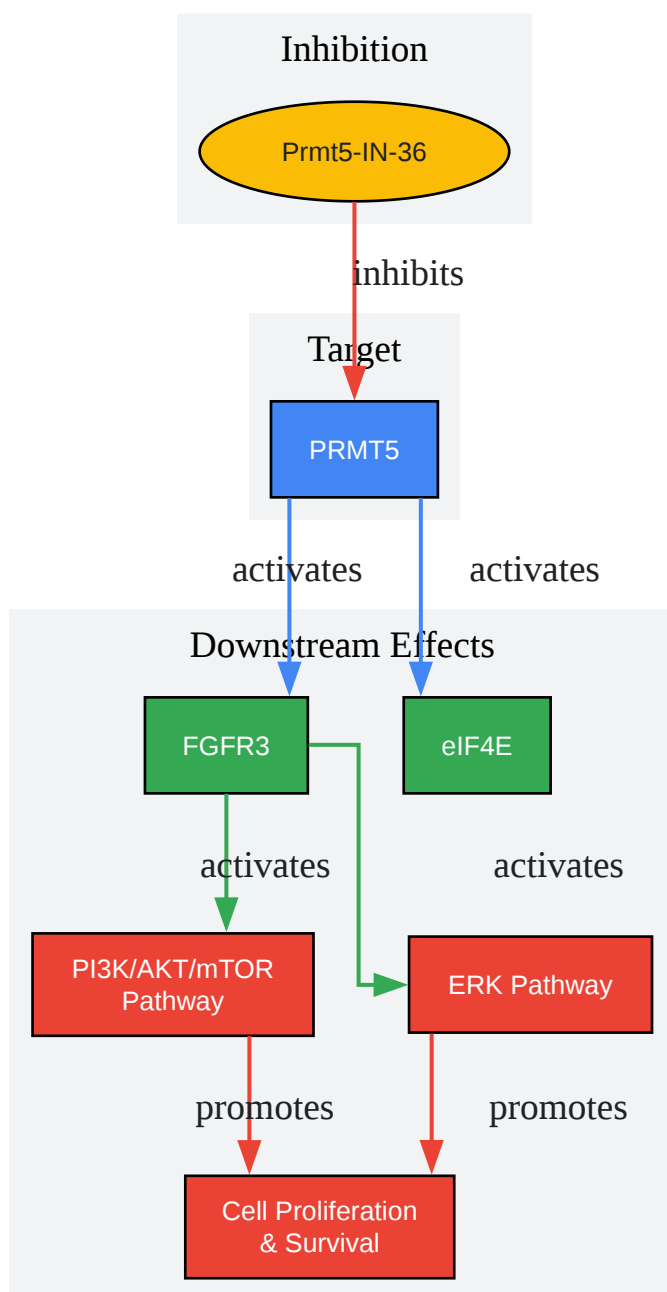 Inhibition
Prmt5-IN-36
inhibits
Target
PRMT5
activates
activates
Downstream Effects
FGFR3
eIF4E
activates
activates
PI3K/AKT/mTOR
Pathway
ERK Pathway
promotes
promotes
Cell Proliferation
& Survival